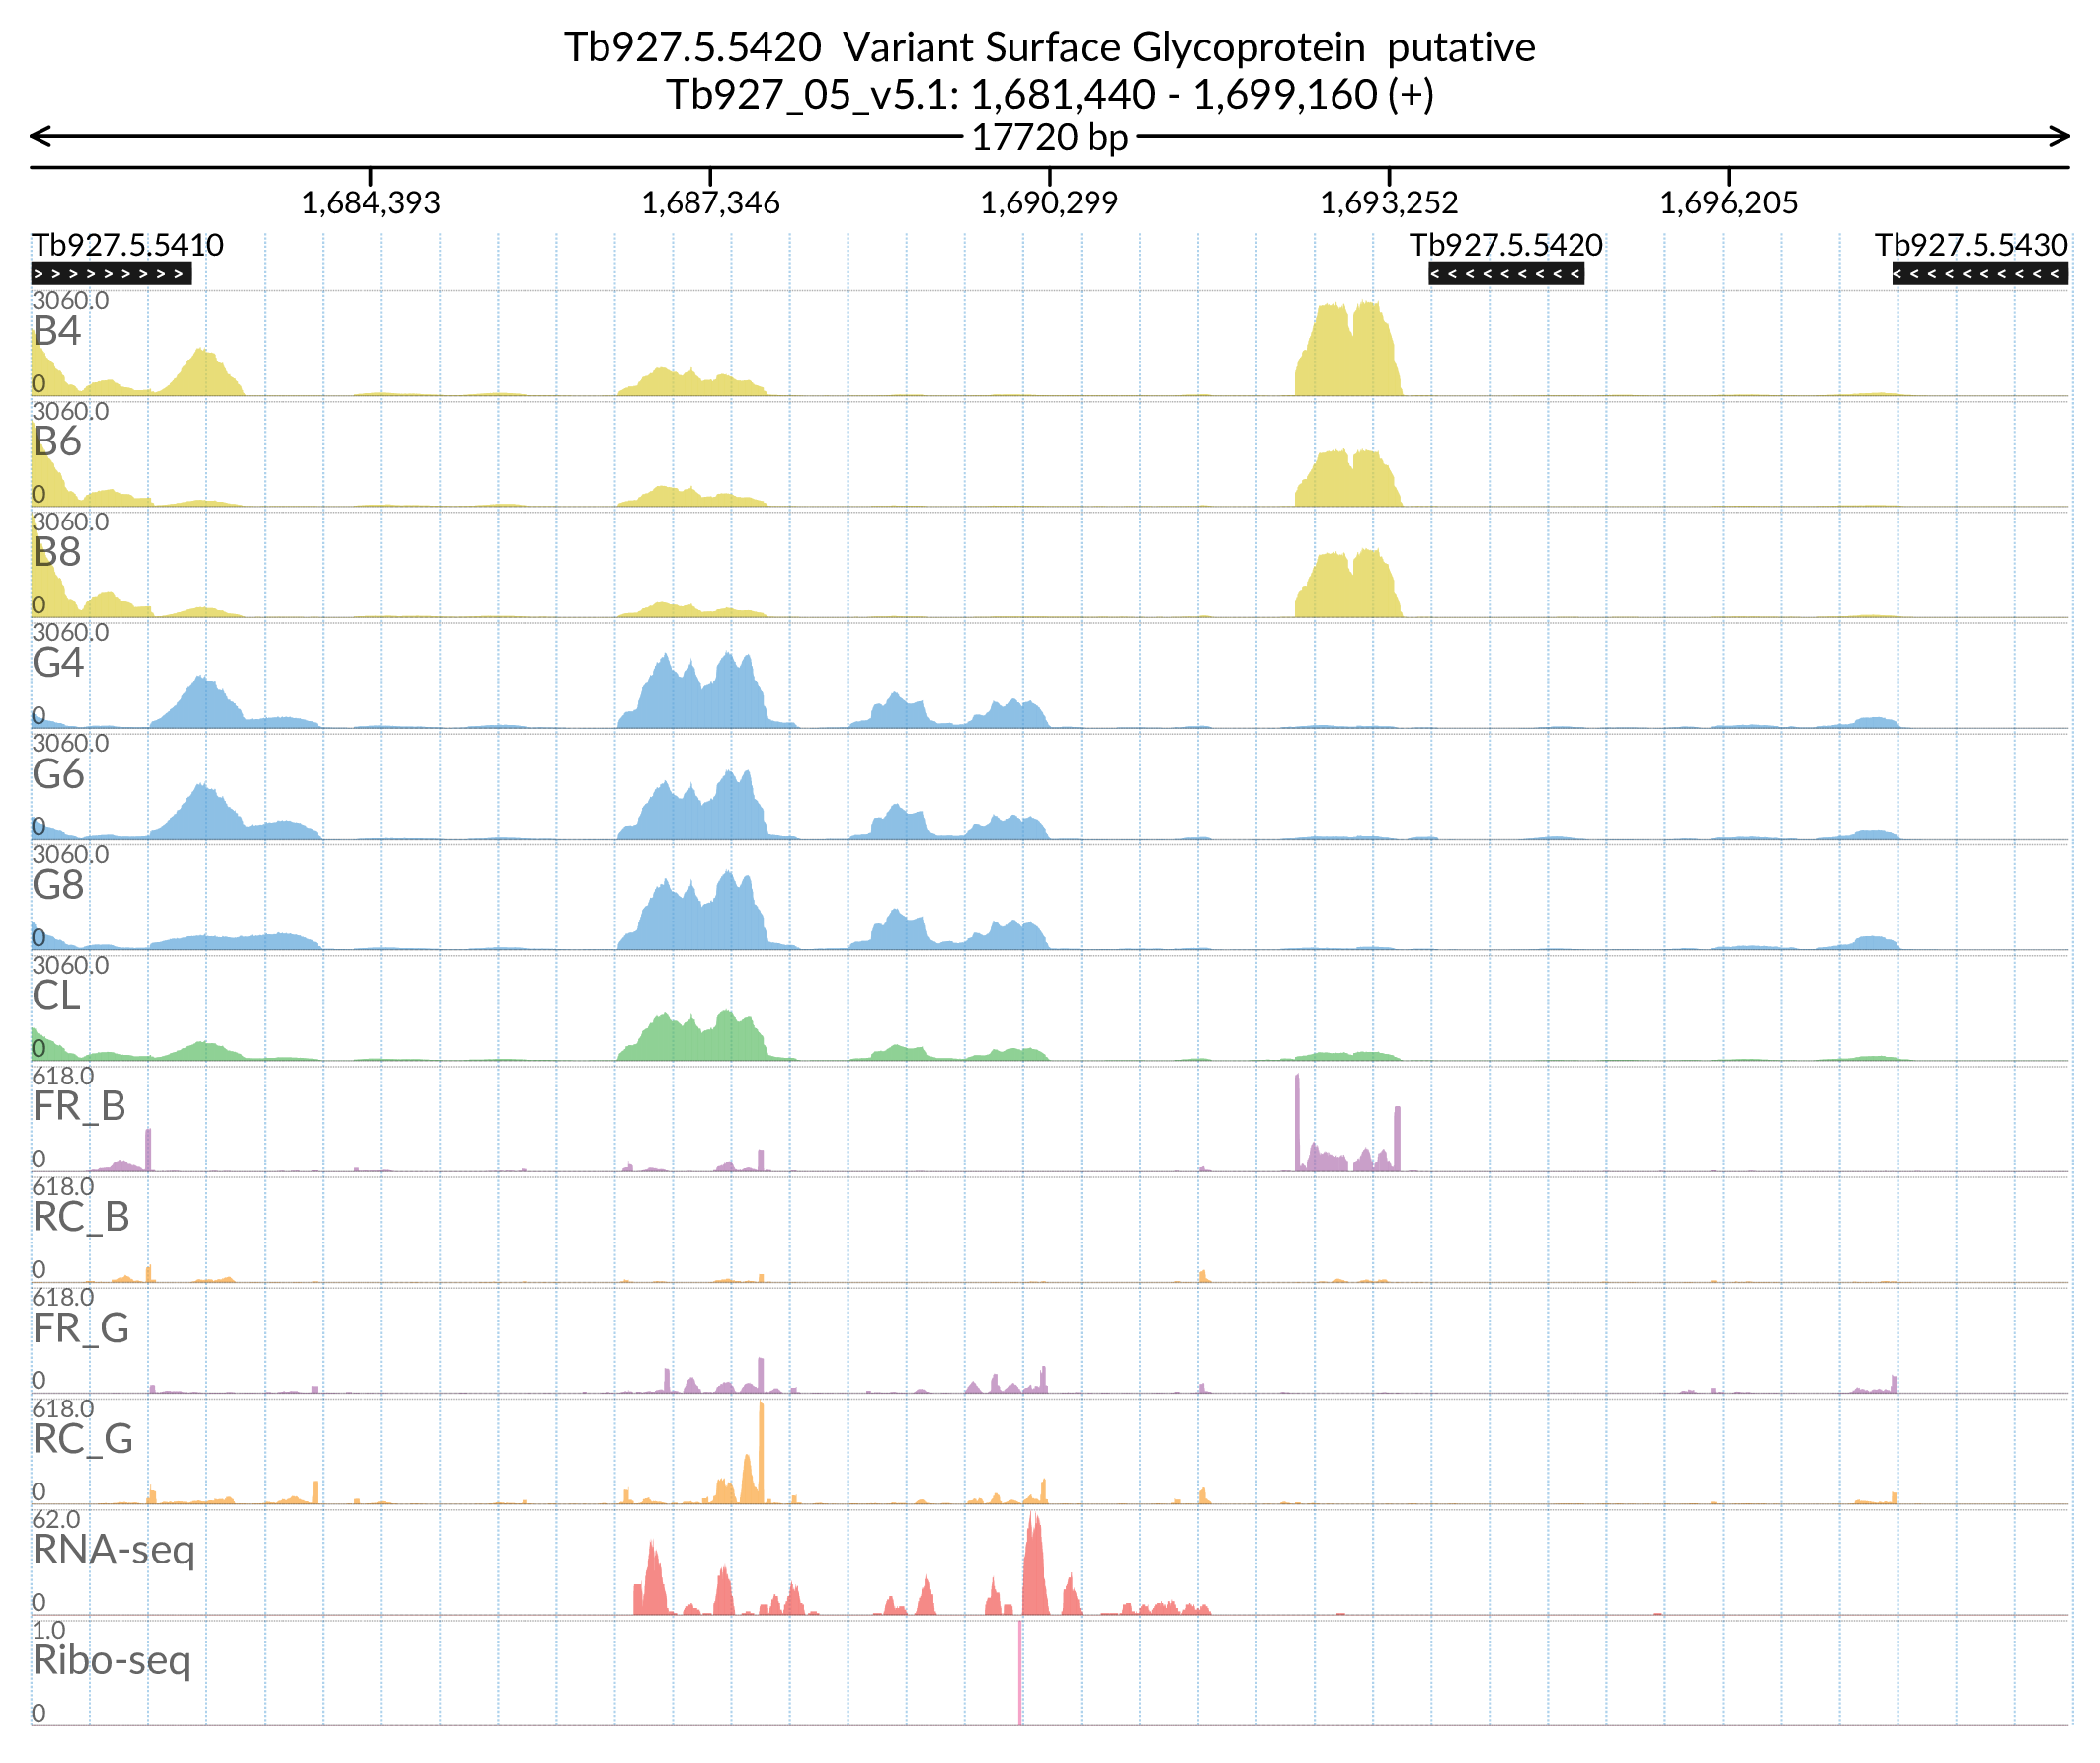 Tb927.5.5420 Variant Surface Glycoprotein putative
Tb927_05_v5.1: 1,681,440 - 1,699,160 (+)
17720 bp
1,684,393 1,687,346 1,690,299 1,693,252 1,696,205
Tb927.5.5410 Tb927.5.5420 Tb927.5.5430
3060.0
B4
0
3060.0
B6
0
3060.0
B8
0
3060.0
G4
0
3060.0
G6
0
3060.0
G8
0
3060.0
CL
0
618.0
FR_B
0
618.0
RC_B
0
618.0
FR_G
0
618.0
RC_G
0
62.0
RNA-seq
0
1.0
Ribo-seq
0